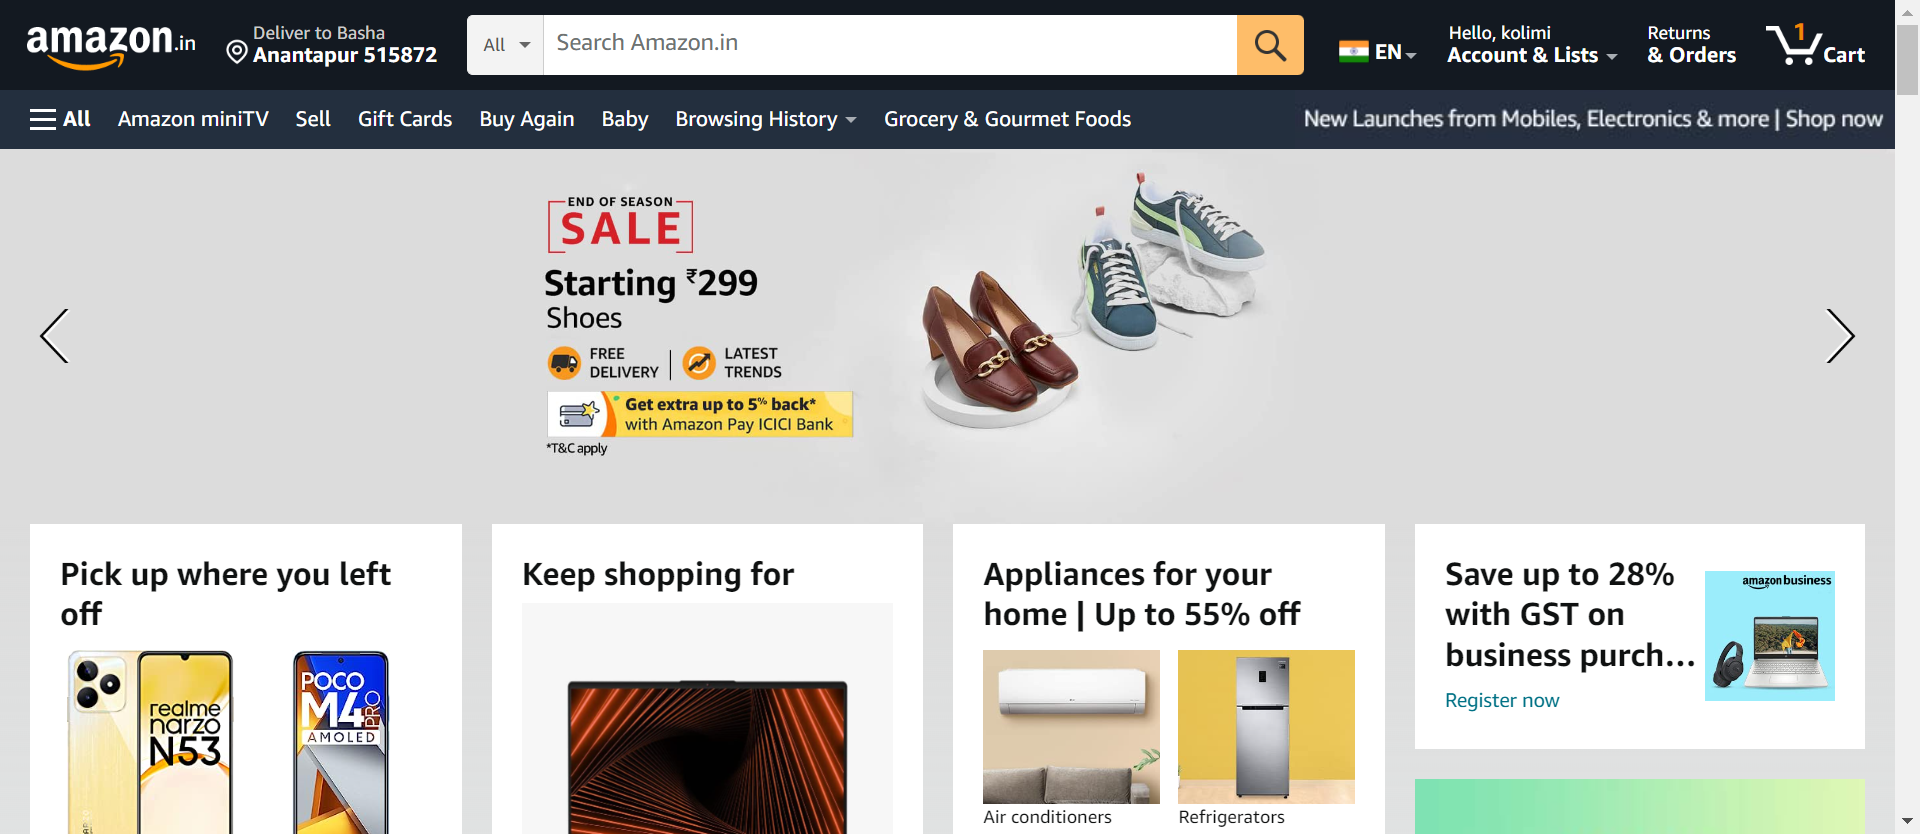 amazon.in
Deliver to Basha
Anantapur 515872
All
Search Amazon.in
EN
Hello, kolimi
Account & Lists
Returns
& Orders
1
Cart
All
Amazon miniTV
Sell
Gift Cards
Buy Again
Baby
Browsing History
Grocery & Gourmet Foods
New Launches from Mobiles, Electronics & more | Shop now
END OF SEASON
SALE
Starting ₹299
Shoes
FREE
DELIVERY
LATEST
TRENDS
Get extra up to 5% back*
with Amazon Pay ICICI Bank
*T&C apply
Pick up where you left
off
realme
narzo
N53
POCO
M4 PRO
AMOLED
Keep shopping for
Appliances for your
home | Up to 55% off
Air conditioners
Refrigerators
Save up to 28%
with GST on
business purch...
Register now
amazon business